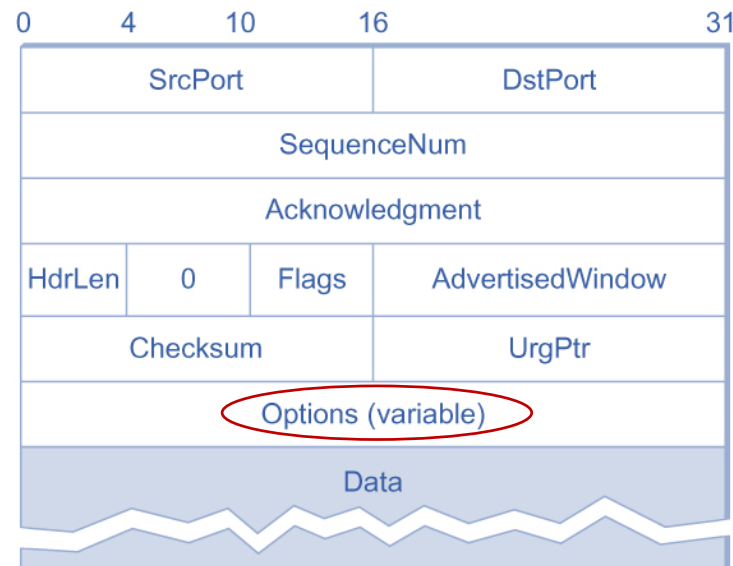 0 4 10 16 31
SrcPort DstPort
SequenceNum
Acknowledgment
HdrLen 0 Flags AdvertisedWindow
Checksum UrgPtr
Options (variable)
Data